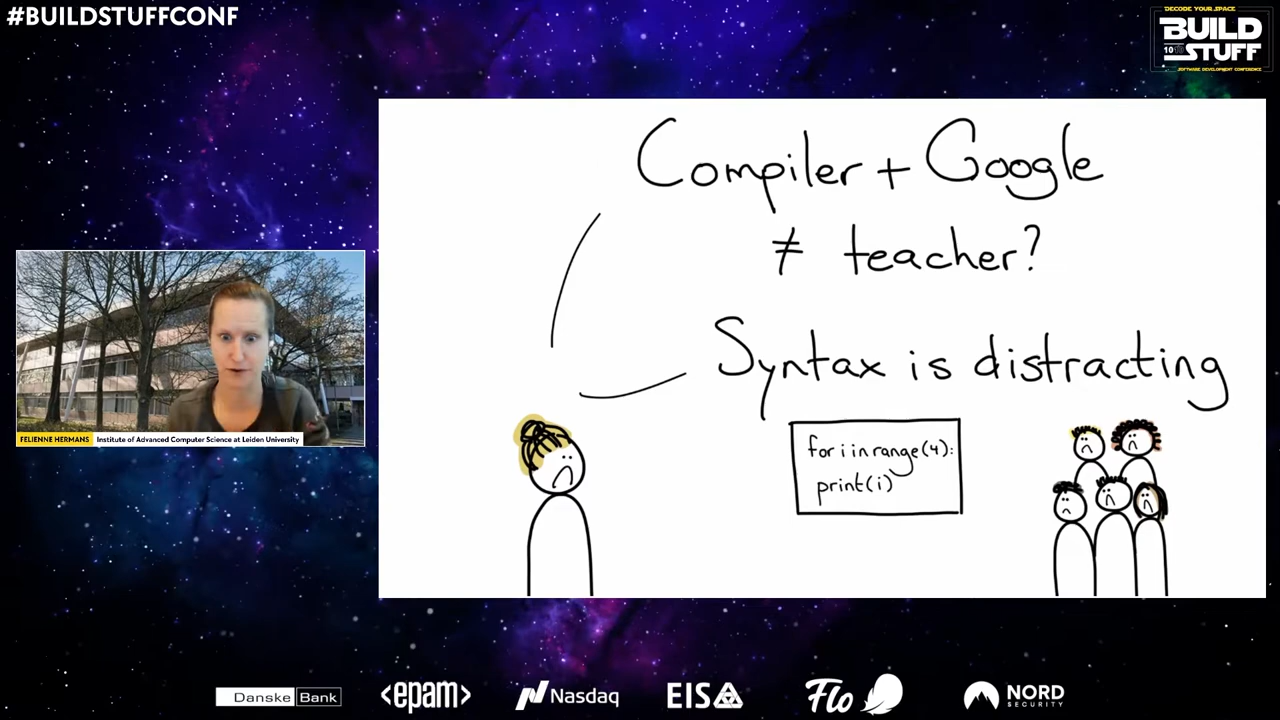 #BUILDSTUFFCONF
DECODE YOUR SPACE
BUILD
STUFF
SOFTWARE DEVELOPMENT CONFERENCE
Compiler + Google
≠ teacher?
Syntax is distracting
for i in range(4):
print(i)
FELIENNE HERMANS Institute of Advanced Computer Science at Leiden University
Danske Bank <epam> Nasdaq EIS Flo NORD
SECURITY